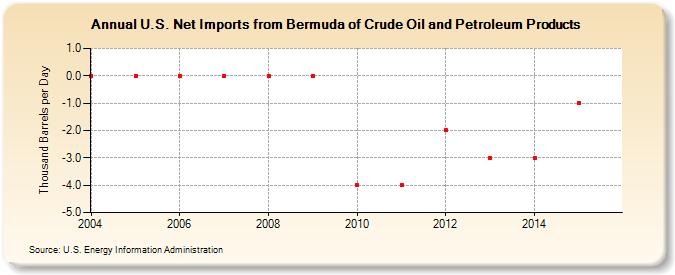 Annual U.S. Net Imports from Bermuda of Crude Oil and Petroleum Products
Thousand Barrels per Day
1.0
0.0
-1.0
-2.0
-3.0
-4.0
-5.0
2004 2006 2008 2010 2012 2014
Source: U.S. Energy Information Administration